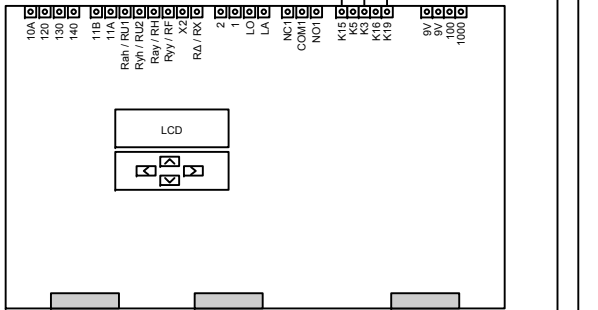 10A
120
130
140
11B
11A
Rah / RU1
Ryh / RU2
Ray / RH
Ryy / RF
X2
RΔ / RX
2
1
LO
LA
NC1
COM1
NO1
K15
K5
K3
K16
K19
9V
9V
100
1000
LCD